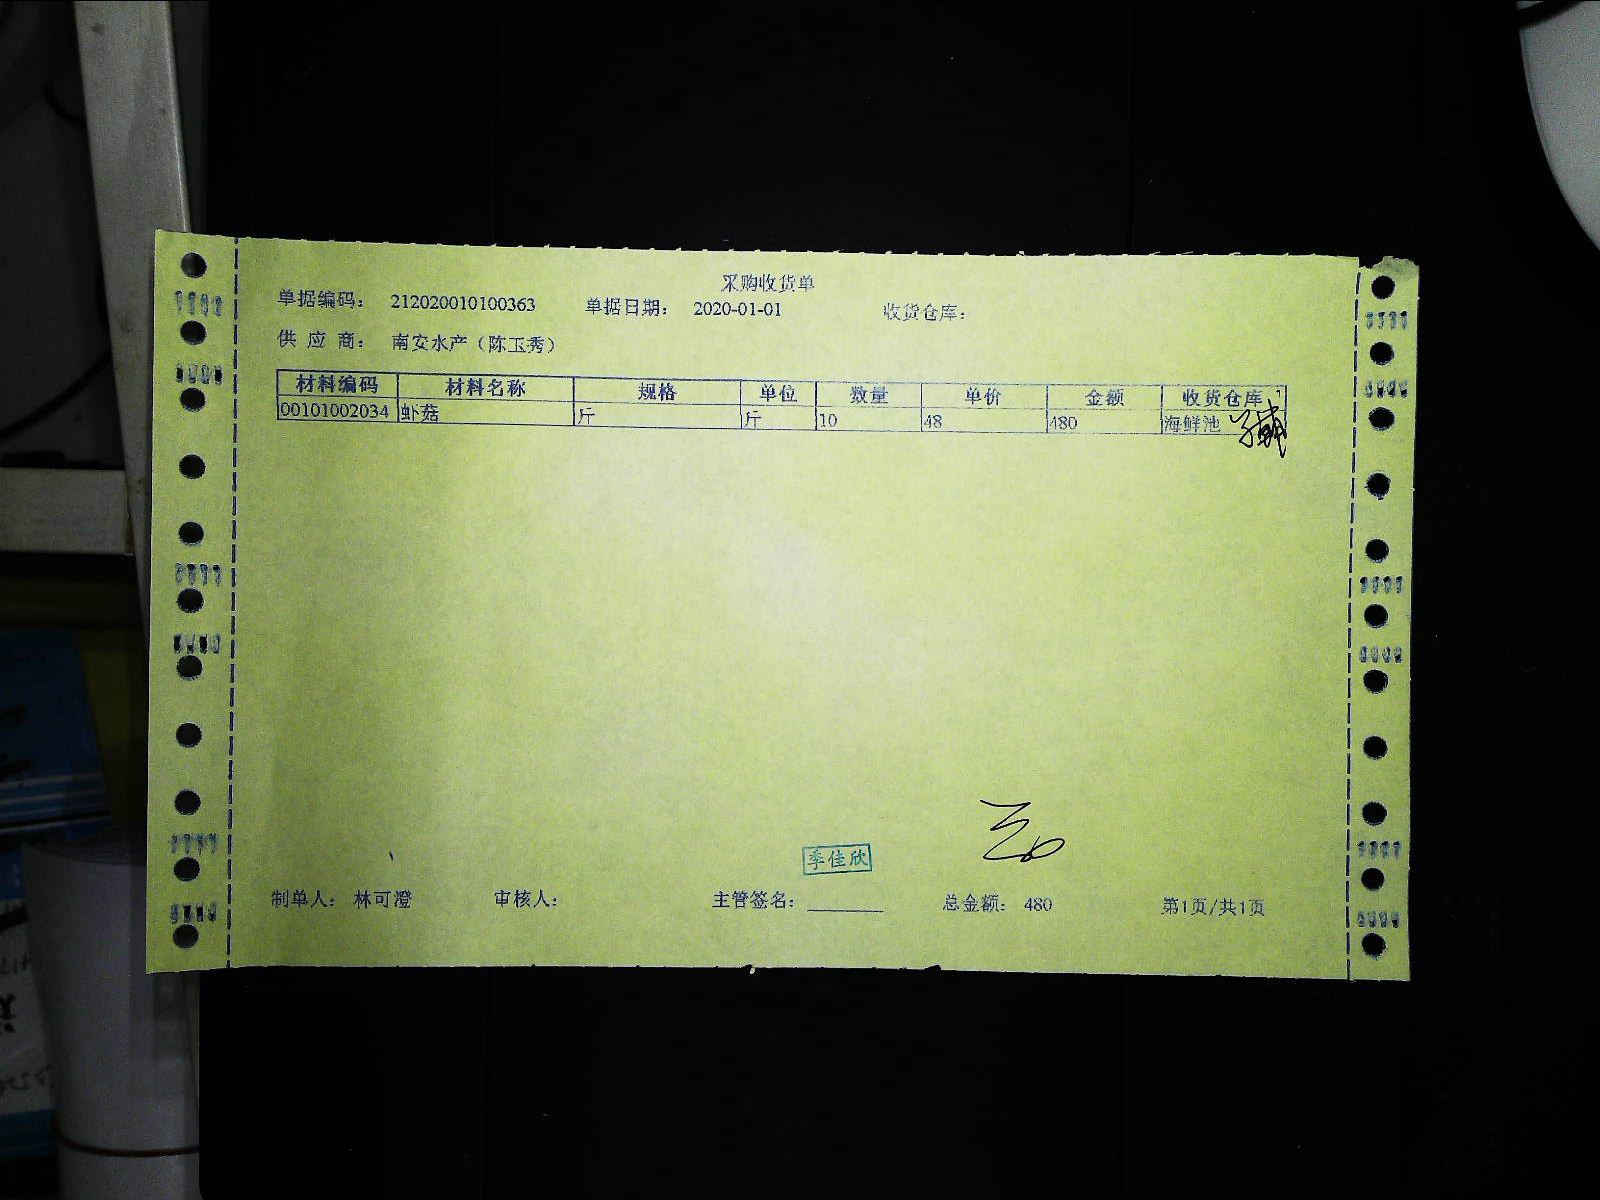 采购收货单
单据编码： 212020010100363 单据日期： 2020-01-01 收货仓库：
供 应 商： 南安水产（陈玉秀）
材料编码 材料名称 规格 单位 数量 单价 金额 收货仓库
00101002034 虾菇 斤 斤 10 48 480 海鲜池
季佳欣
制单人： 林可澄 审核人： 主管签名： 总金额： 480 第1页/共1页